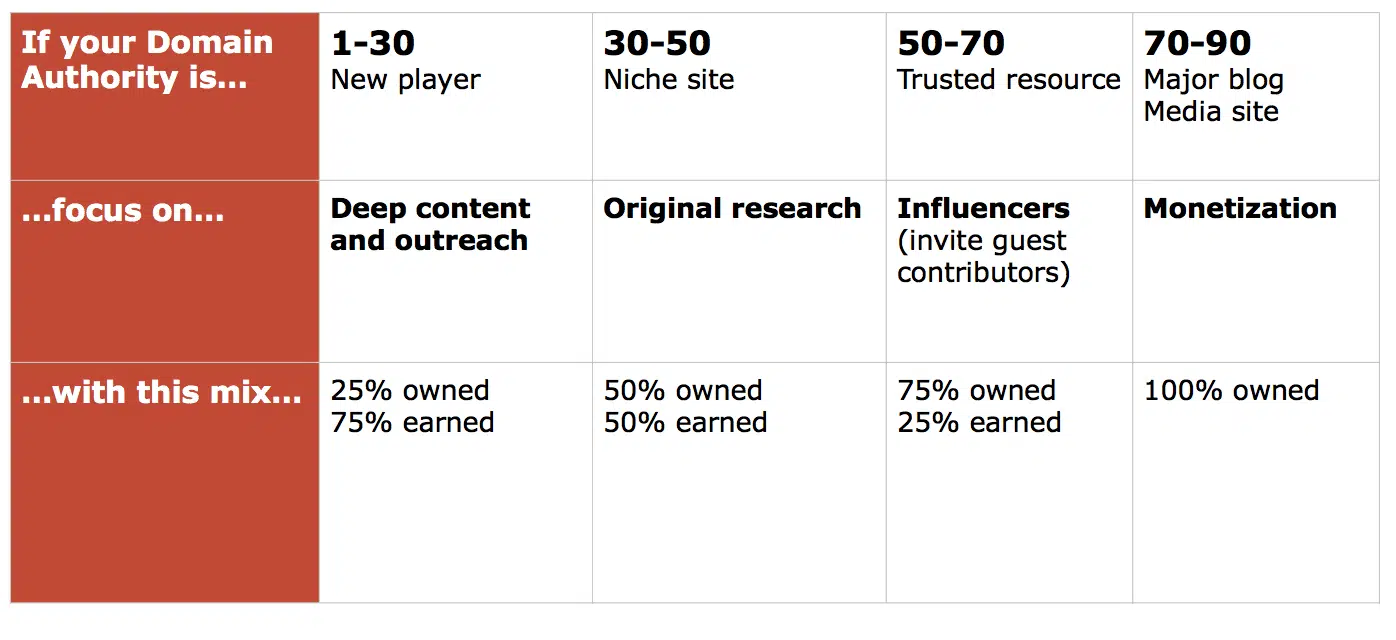 If your Domain
Authority is...
1-30
New player
30-50
Niche site
50-70
Trusted resource
70-90
Major blog
Media site
...focus on...
Deep content
and outreach
Original research
Influencers
(invite guest
contributors)
Monetization
...with this mix...
25% owned
75% earned
50% owned
50% earned
75% owned
25% earned
100% owned